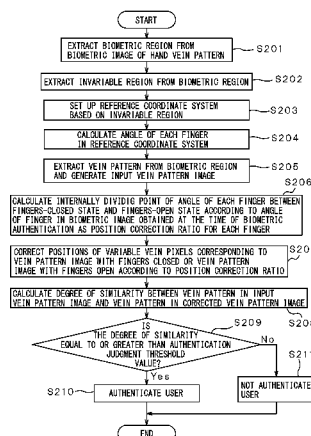 START
EXTRACT BIOMETRIC REGION FROM
BIOMETRIC IMAGE OF HAND VEIN PATTERN
S201
EXTRACT INVARIABLE REGION FROM BIOMETRIC REGION
S202
SET UP REFERENCE COORDINATE SYSTEM
BASED ON INVARIABLE REGION
S203
CALCULATE ANGLE OF EACH FINGER
IN REFERENCE COORDINATE SYSTEM
S204
EXTRACT VEIN PATTERN FROM BIOMETRIC REGION
AND GENERATE INPUT VEIN PATTERN IMAGE
S205
S206
CALCULATE INTERNALLY DIVIDIG POINT OF ANGLE OF EACH FINGER BETWEEN
FINGERS-CLOSED STATE AND FINGERS-OPEN STATE ACCORDING TO ANGLE
OF FINGER IN BIOMETRIC IMAGE OBTAINED AT THE TIME OF BIOMETRIC
AUTHENTICATION AS POSITION CORRECTION RATIO FOR EACH FINGER
S20
CORRECT POSITIONS OF VARIABLE VEIN PIXELS CORRESPONDING TO
VEIN PATTERN IMAGE WITH FINGERS CLOSED OR VEIN PATTERN
IMAGE WITH FINGERS OPEN ACCORDING TO POSITION CORRECTION RATIO
CALCULATE DEGREE OF SIMILARITY BETWEEN VEIN PATTERN IN INPUT
VEIN PATTERN IMAGE AND VEIN PATTERN IN CORRECTED VEIN PATTERN IMAGE
S209
IS
THE DEGREE OF SIMILARITY
EQUAL TO OR GREATER THAN AUTHENTICATION
JUDGMENT THRESHOLD
VALUE?
No
Yes
S210
AUTHENTICATE USER
NOT AUTHENTICATE
USER
END